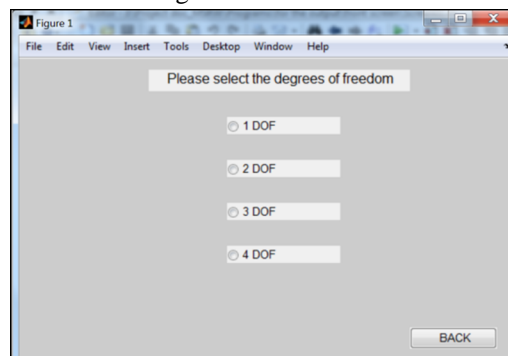 Figure 1
File Edit View Insert Tools Desktop Window Help
Please select the degrees of freedom
1 DOF
2 DOF
3 DOF
4 DOF
BACK